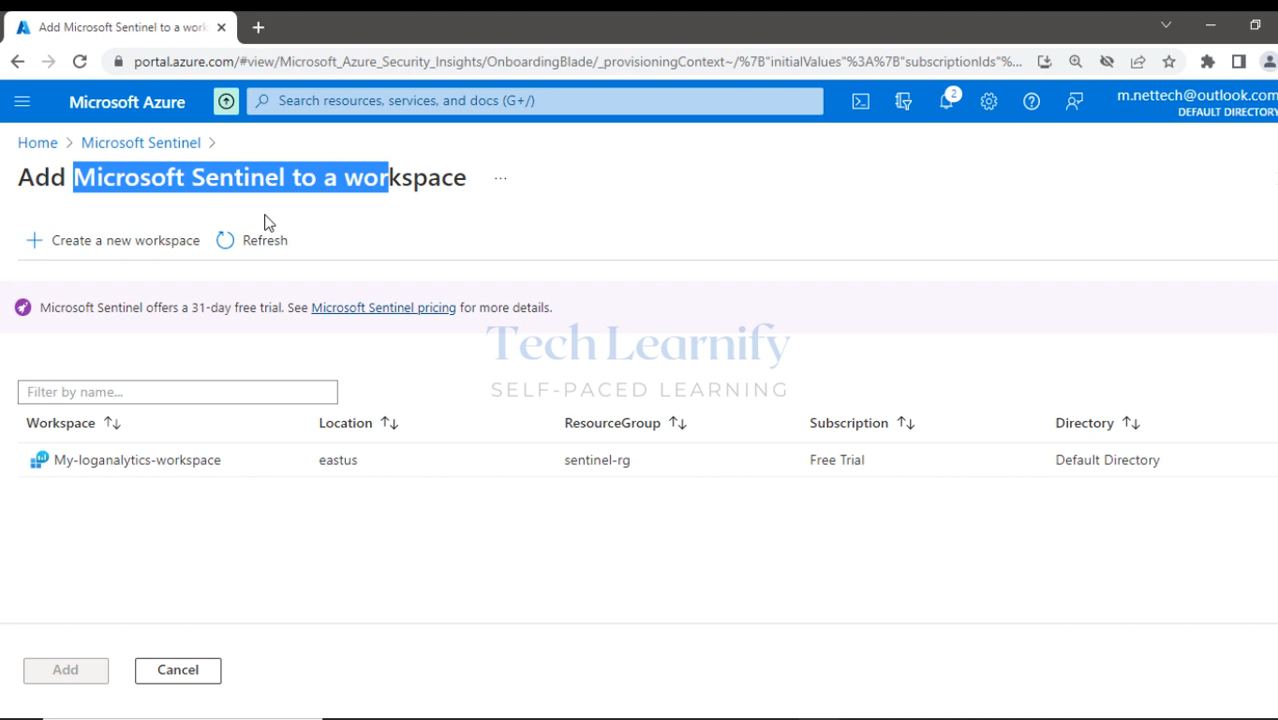 Add Microsoft Sentinel to a work
portal.azure.com/#view/Microsoft_Azure_Security_Insights/OnboardingBlade/_provisioningContext~/%7B"initialValues"%3A%7B"subscriptionIds"%...
Microsoft Azure
Search resources, services, and docs (G+/)
2
m.nettech@outlook.com
DEFAULT DIRECTORY
Home > Microsoft Sentinel >
Add Microsoft Sentinel to a workspace ...
+ Create a new workspace Refresh
Microsoft Sentinel offers a 31-day free trial. See Microsoft Sentinel pricing for more details.
Tech Learnify
SELF-PACED LEARNING
Filter by name...
Workspace ↑↓ Location ↑↓ ResourceGroup ↑↓ Subscription ↑↓ Directory ↑↓
My-loganalytics-workspace eastus sentinel-rg Free Trial Default Directory
Add Cancel